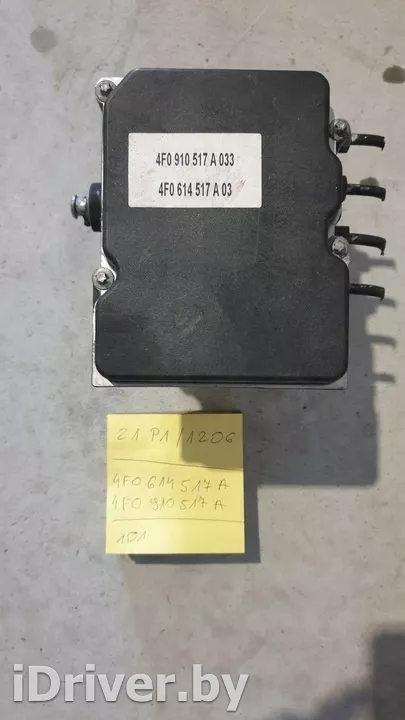 4F0 910 517 A 033
4F0 614 517 A 03
21 P1/1206
4F0 614 517 A
4F0 910 517 A
101
iDriver.by